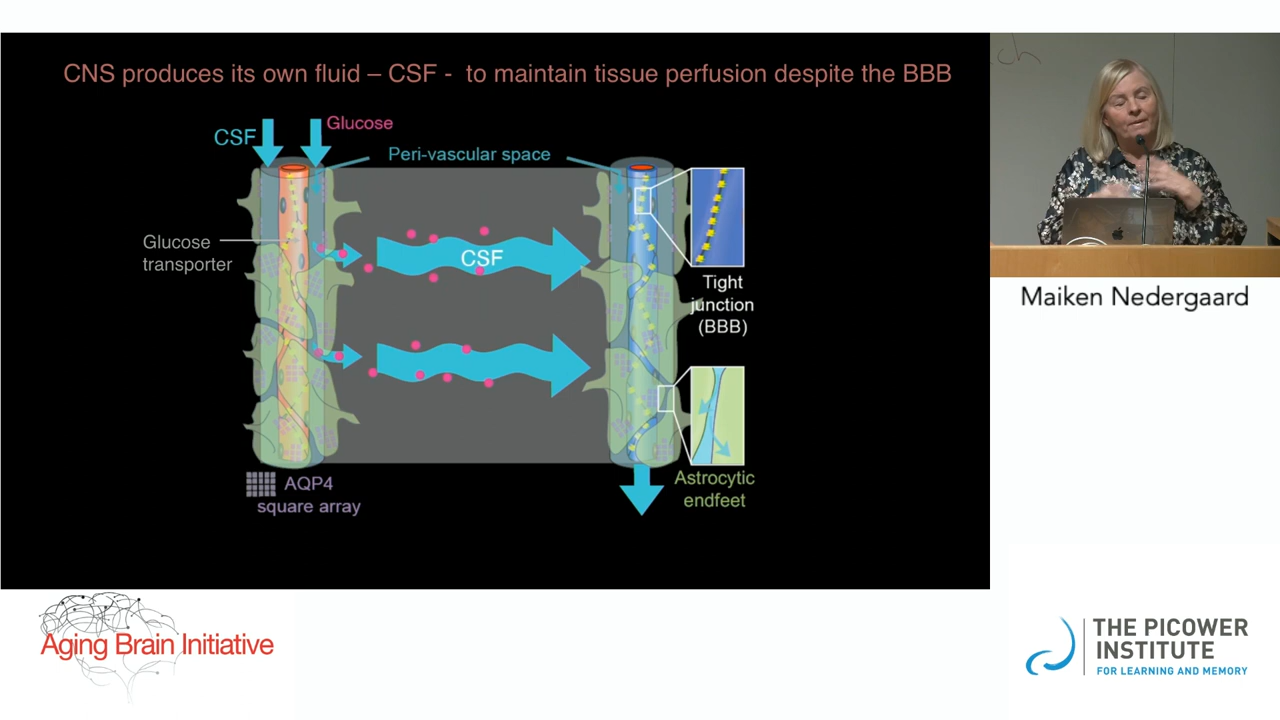 CNS produces its own fluid – CSF - to maintain tissue perfusion despite the BBB
CSF
Glucose
Peri-vascular space
Glucose
transporter
CSF
Tight
junction
(BBB)
AQP4
square array
Astrocytic
endfeet
Maiken Nedergaard
Aging Brain Initiative
THE PICOWER
INSTITUTE
FOR LEARNING AND MEMORY